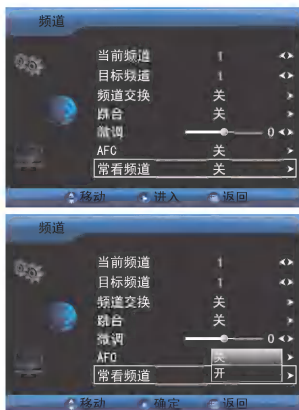 频道
当前频道 1
目标频道 1
频道交换 关
跳台 关
微调 0
AFC 关
常看频道 关
移动 进入 返回
频道
当前频道 1
目标频道 1
频道交换 关
跳台 关
微调 0
AFC 关
常看频道 开
移动 确定 返回